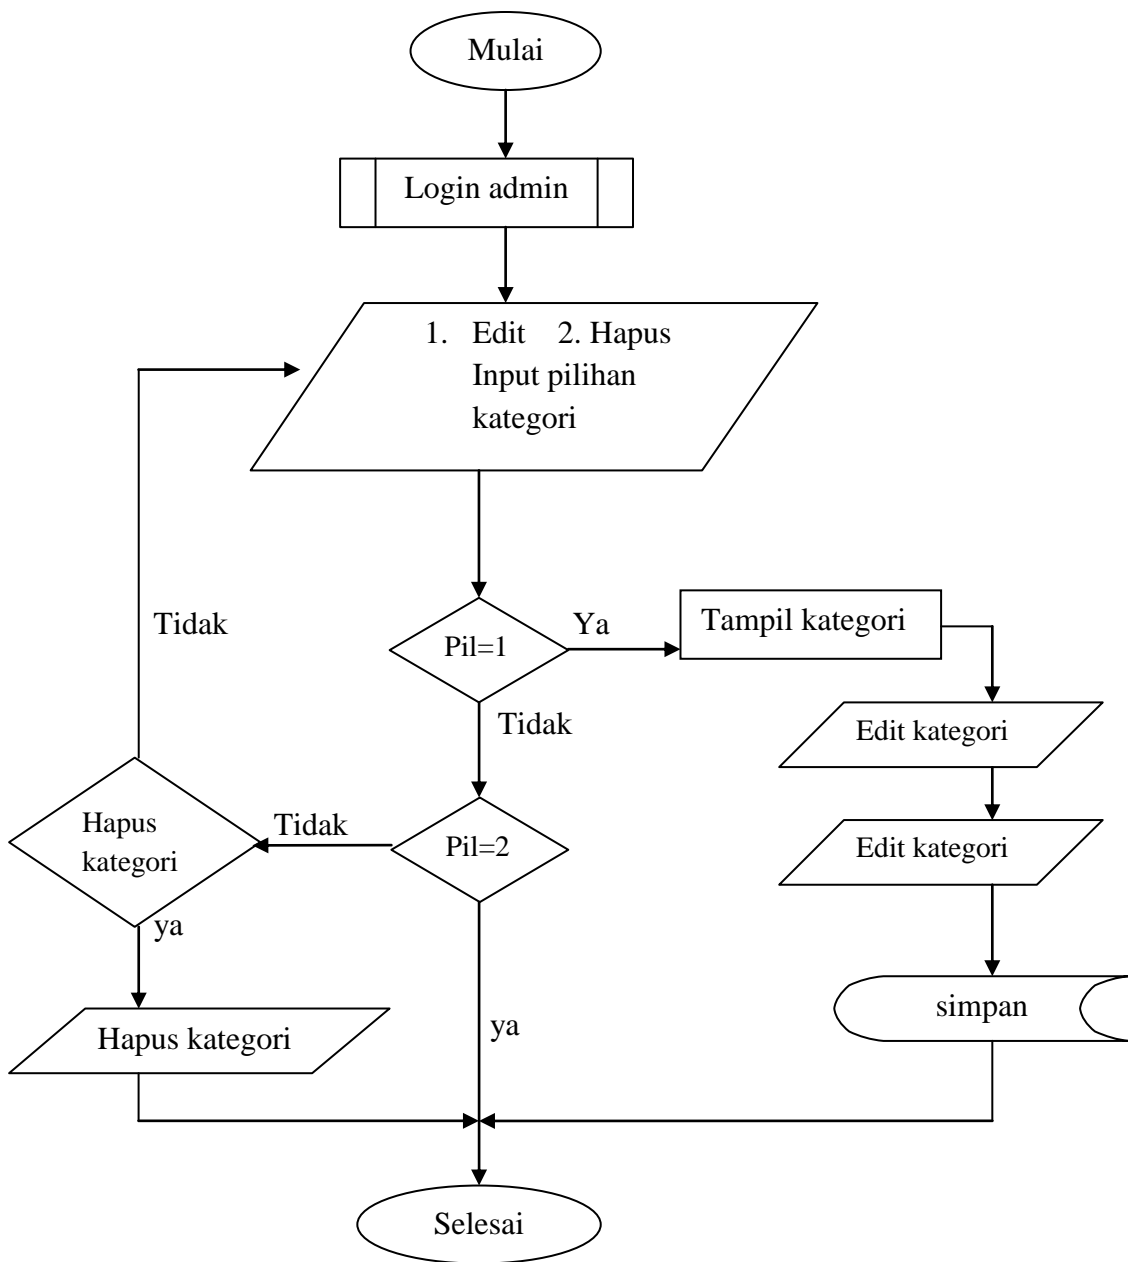 Mulai
Login admin
1. Edit 2. Hapus
Input pilihan
kategori
Tidak
Pil=1
Ya
Tampil kategori
Tidak
Edit kategori
Hapus
kategori
Tidak
Pil=2
Edit kategori
ya
simpan
Hapus kategori
ya
Selesai